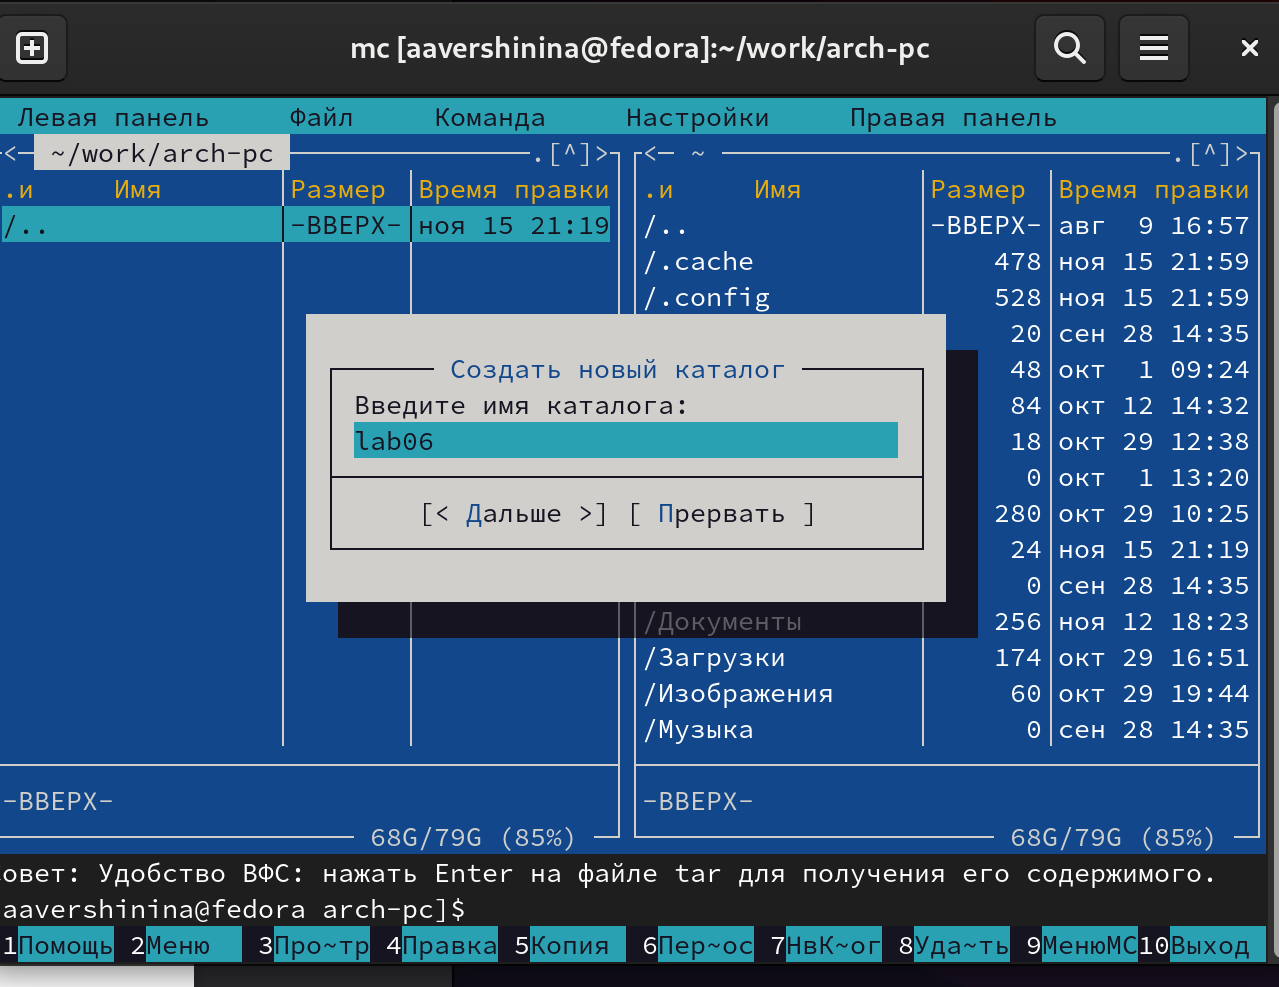 mc [aavershinina@fedora]:~/work/arch-pc
Левая панель Файл Команда Настройки Правая панель
<─ ~/work/arch-pc .[^]> <─ ~ .[^]>
.и Имя Размер Время правки .и Имя Размер Время правки
/.. -ВВЕРХ- ноя 15 21:19 /.. -ВВЕРХ- авг 9 16:57
/.cache 478 ноя 15 21:59
/.config 528 ноя 15 21:59
20 сен 28 14:35
Создать новый каталог 48 окт 1 09:24
Введите имя каталога: 84 окт 12 14:32
lab06 18 окт 29 12:38
0 окт 1 13:20
[< Дальше >] [ Прервать ] 280 окт 29 10:25
24 ноя 15 21:19
0 сен 28 14:35
/Документы 256 ноя 12 18:23
/Загрузки 174 окт 29 16:51
/Изображения 60 окт 29 19:44
/Музыка 0 сен 28 14:35
-ВВЕРХ- -ВВЕРХ-
68G/79G (85%) 68G/79G (85%)
овет: Удобство ВФС: нажать Enter на файле tar для получения его содержимого.
aavershinina@fedora arch-pc]$
1Помощь 2Меню 3Про~тр 4Правка 5Копия 6Пер~ос 7НвК~ог 8Уда~ть 9МенюМС10Выход